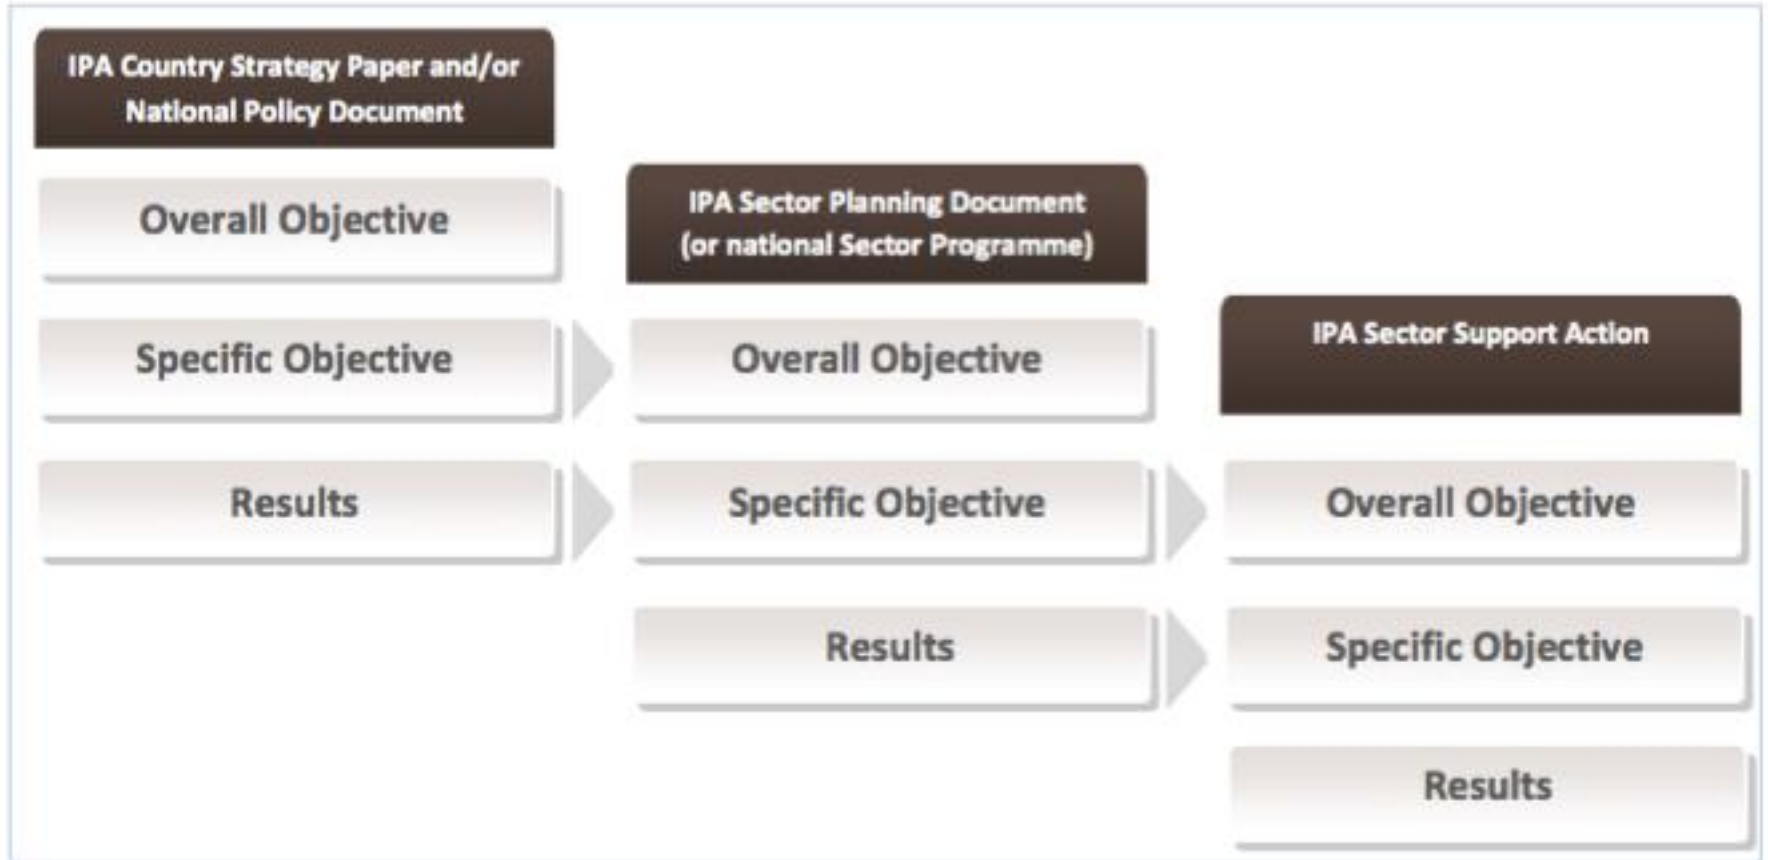 IPA Country Strategy Paper and/or
National Policy Document
Overall Objective
Specific Objective
Results
IPA Sector Planning Document
(or national Sector Programme)
Overall Objective
Specific Objective
Results
IPA Sector Support Action
Overall Objective
Specific Objective
Results